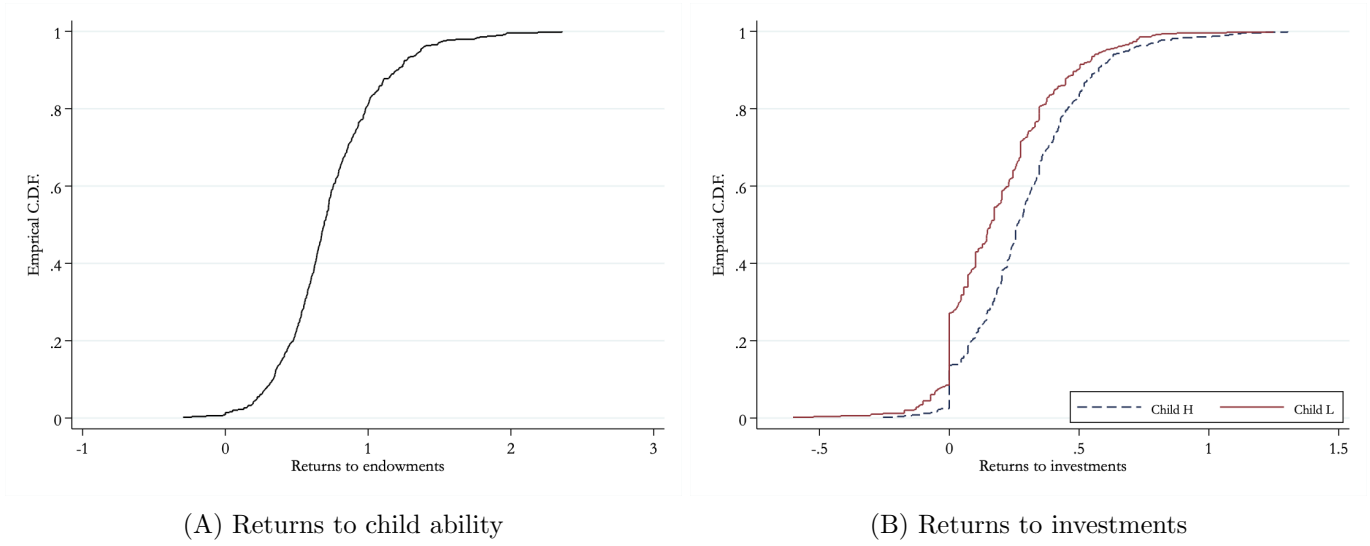 1
.8
.6
.4
.2
0
Emprical C.D.F.
-1
0
1
2
3
Returns to endowments
(A) Returns to child ability
1
.8
.6
.4
.2
0
Emprical C.D.F.
Child H
Child L
-.5
0
.5
1
1.5
Returns to investments
(B) Returns to investments